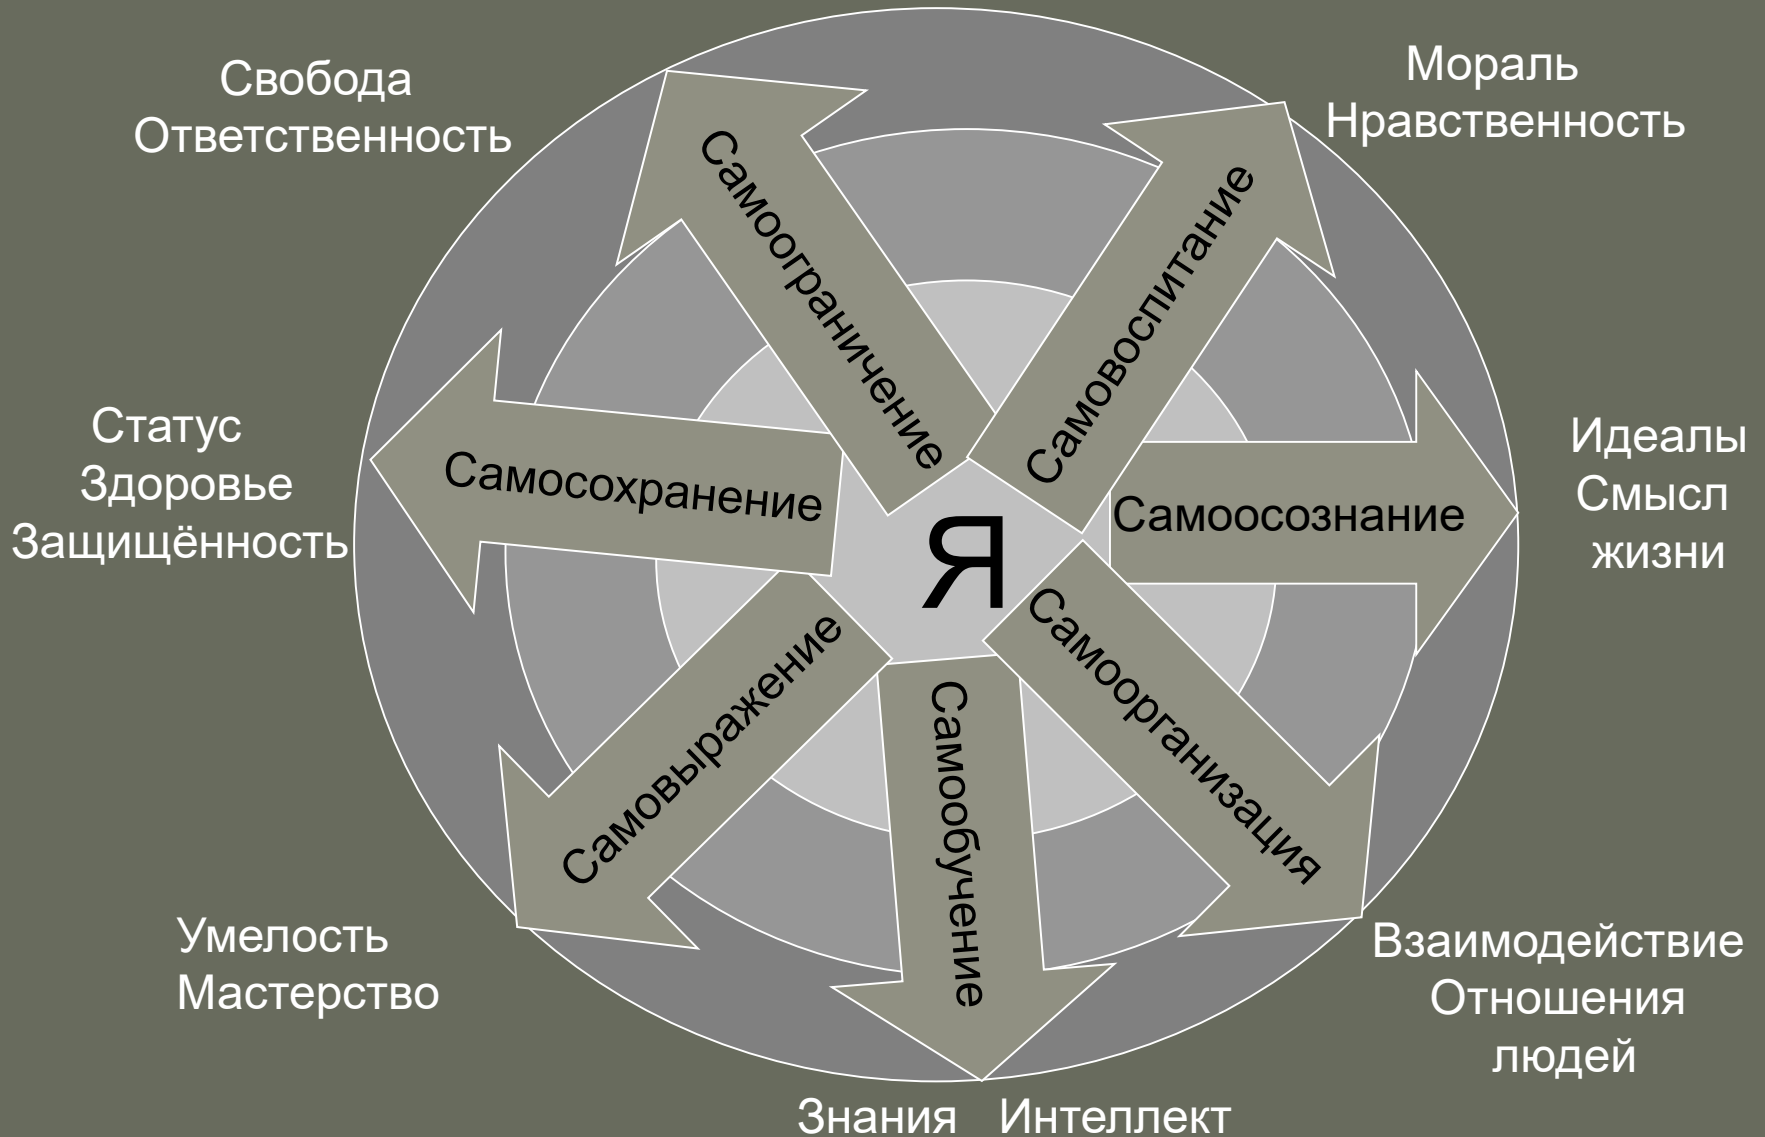 Свобода
Ответственность
Мораль
Нравственность
Самоограничение
Самовоспитание
Статус
Здоровье
Защищённость
Самосохранение
Я
Самоосознание
Идеалы
Смысл
жизни
Самовыражение
Самообучение
Самоорганизация
Умелость
Мастерство
Взаимодействие
Отношения
людей
Знания Интеллект